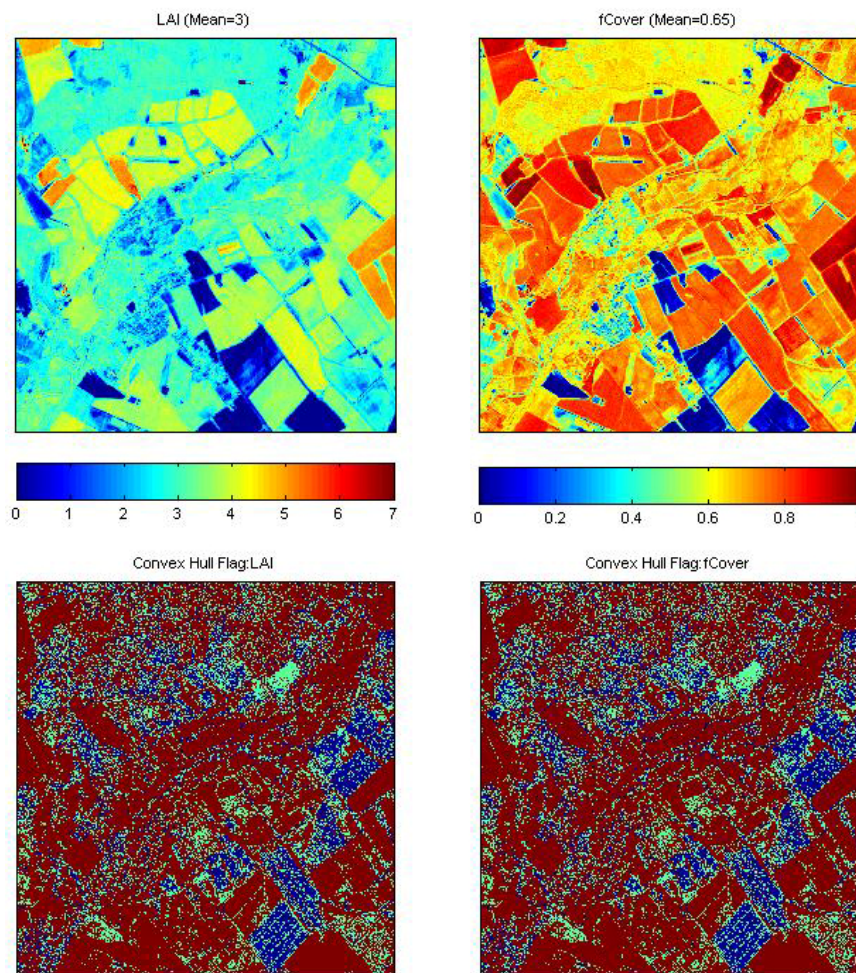 LAI (Mean=3)
fCover (Mean=0.65)
0 1 2 3 4 5 6 7
0 0.2 0.4 0.6 0.8
Convex Hull Flag:LAI
Convex Hull Flag:fCover